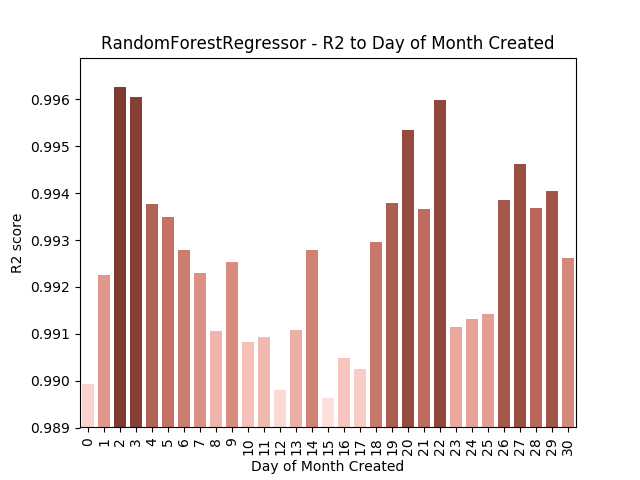 RandomForestRegressor - R2 to Day of Month Created
R2 score
0.996
0.995
0.994
0.993
0.992
0.991
0.990
0.989
0 1 2 3 4 5 6 7 8 9 10 11 12 13 14 15 16 17 18 19 20 21 22 23 24 25 26 27 28 29 30
Day of Month Created